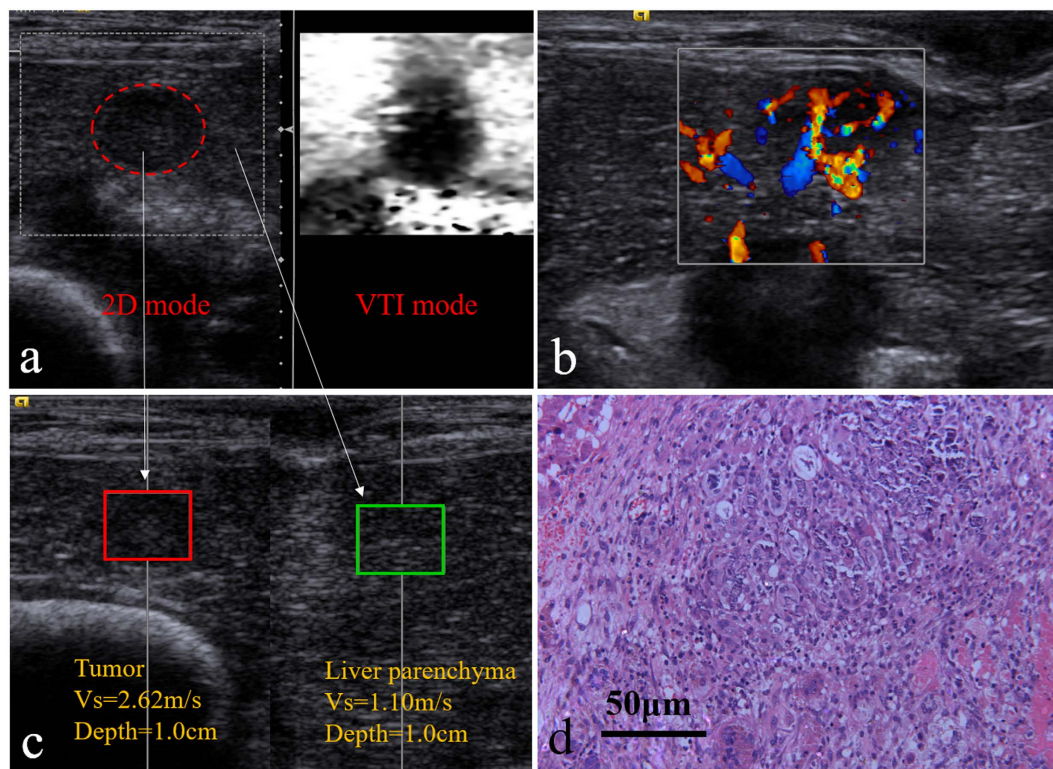 2D mode
VTI mode
a
b
Tumor
Vs=2.62m/s
Depth=1.0cm
Liver parenchyma
Vs=1.10m/s
Depth=1.0cm
c
50μm
d